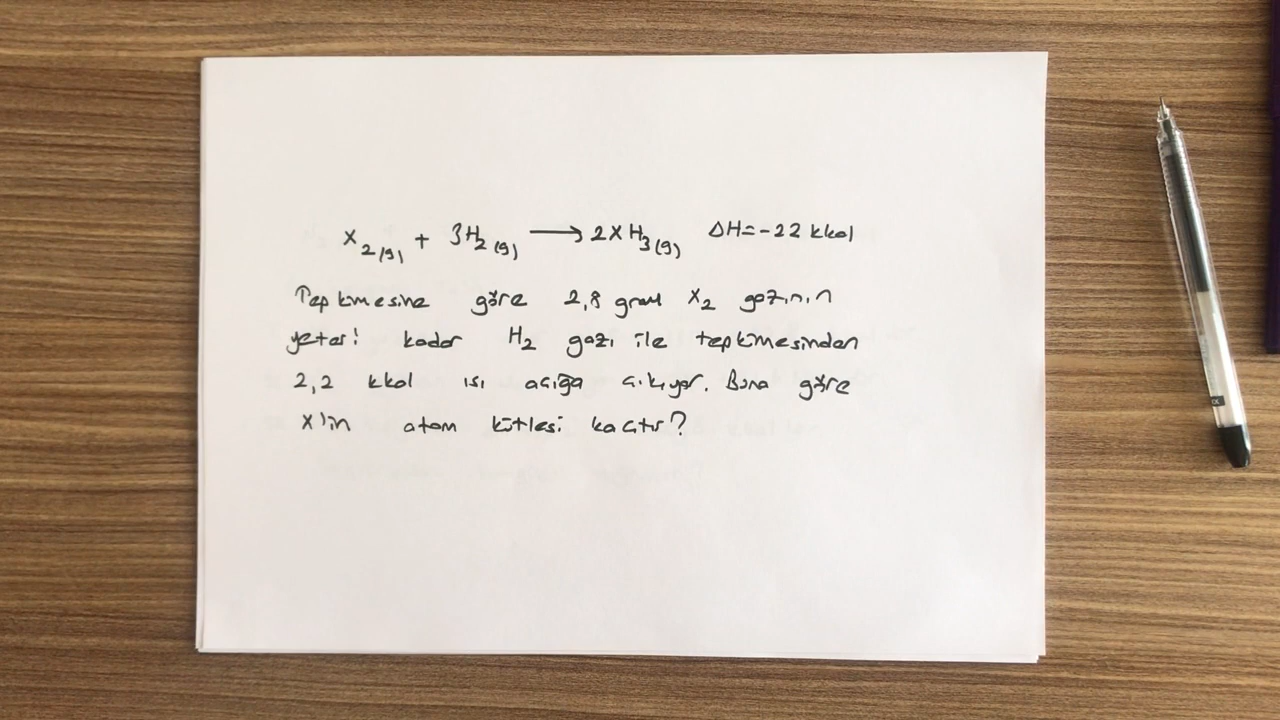 X₂(g) + 3H₂(g) ⟶ 2XH₃(g) ΔH=-22 kkal
Tepkimesine göre 2,8 gram X₂ gazının
yeteri kadar H₂ gazı ile tepkimesinden
2,2 kkal ısı açığa çıkıyor. Buna göre
X'in atom kütlesi kaçtır?